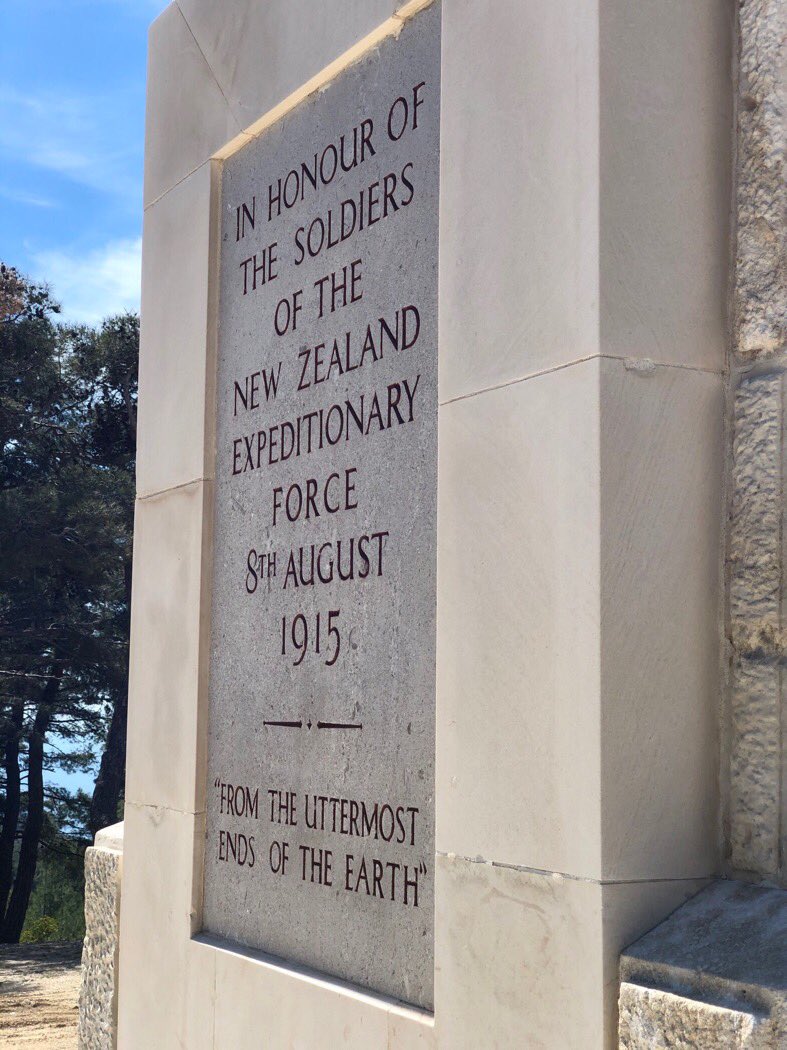 IN HONOUR OF
THE SOLDIERS
OF THE
NEW ZEALAND
EXPEDITIONARY
FORCE
8TH AUGUST
1915
"FROM THE UTTERMOST
ENDS OF THE EARTH"